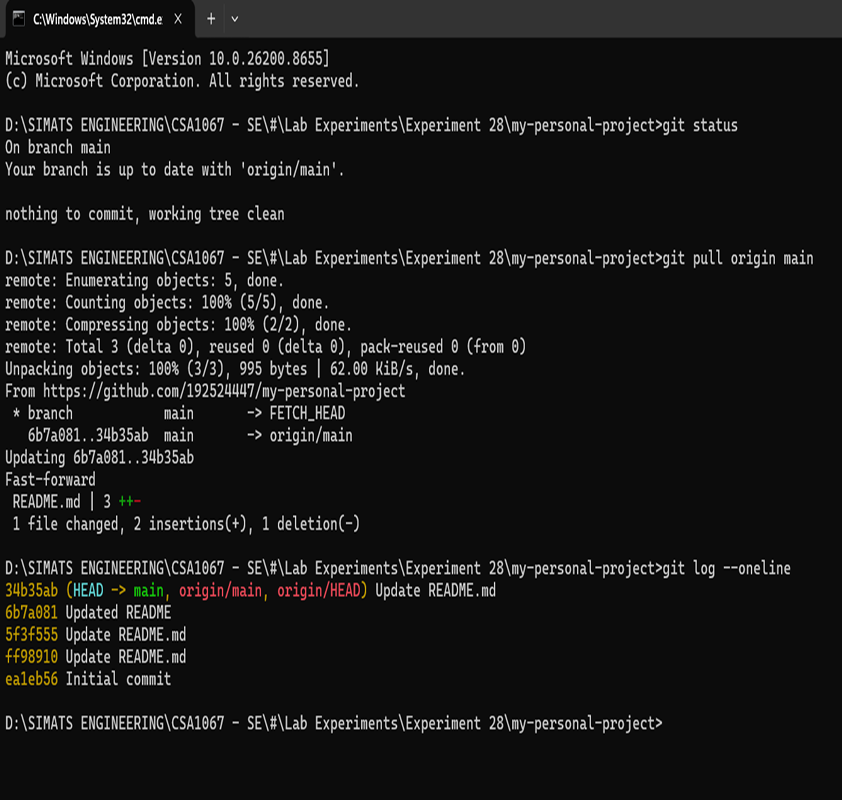 C:\Windows\System32\cmd.e
Microsoft Windows [Version 10.0.26200.8655]
(c) Microsoft Corporation. All rights reserved.
D:\SIMATS ENGINEERING\CSA1067 - SE\#\Lab Experiments\Experiment 28\my-personal-project>git status
On branch main
Your branch is up to date with 'origin/main'.
nothing to commit, working tree clean
D:\SIMATS ENGINEERING\CSA1067 - SE\#\Lab Experiments\Experiment 28\my-personal-project>git pull origin main
remote: Enumerating objects: 5, done.
remote: Counting objects: 100% (5/5), done.
remote: Compressing objects: 100% (2/2), done.
remote: Total 3 (delta 0), reused 0 (delta 0), pack-reused 0 (from 0)
Unpacking objects: 100% (3/3), 995 bytes | 62.00 KiB/s, done.
From https://github.com/192524447/my-personal-project
 * branch            main       -> FETCH_HEAD
   6b7a081..34b35ab  main       -> origin/main
Updating 6b7a081..34b35ab
Fast-forward
 README.md | 3 ++-
 1 file changed, 2 insertions(+), 1 deletion(-)
D:\SIMATS ENGINEERING\CSA1067 - SE\#\Lab Experiments\Experiment 28\my-personal-project>git log --oneline
34b35ab (HEAD -> main, origin/main, origin/HEAD) Update README.md
6b7a081 Updated README
5f3f555 Update README.md
ff98910 Update README.md
ea1eb56 Initial commit
D:\SIMATS ENGINEERING\CSA1067 - SE\#\Lab Experiments\Experiment 28\my-personal-project>